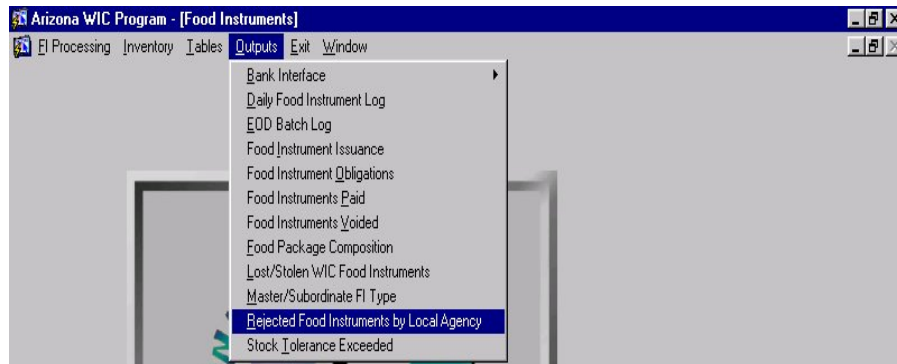 Arizona WIC Program - [Food Instruments]
FI Processing Inventory Tables Outputs Exit Window
Bank Interface
Daily Food Instrument Log
EOD Batch Log
Food Instrument Issuance
Food Instrument Obligations
Food Instruments Paid
Food Instruments Voided
Food Package Composition
Lost/Stolen WIC Food Instruments
Master/Subordinate FI Type
Rejected Food Instruments by Local Agency
Stock Tolerance Exceeded